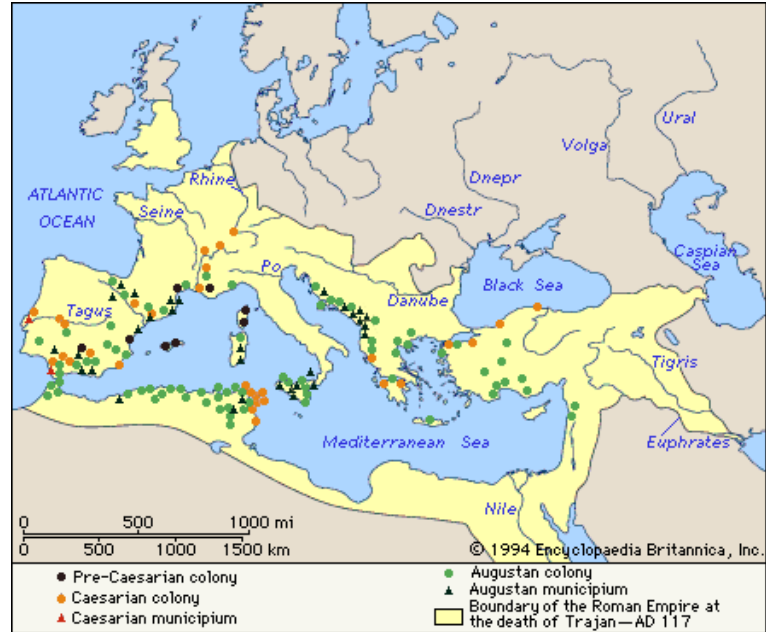 Ural
Volga
Dnepr
Rhine
ATLANTIC
OCEAN
Seine
Dnestr
Caspian
Sea
Po
Black Sea
Danube
Tagus
Tigris
Mediterranean Sea
Euphrates
Nile
0 500 1000 mi
0 500 1000 1500 km
© 1994 Encyclopaedia Britannica, Inc.
Pre-Caesarian colony
Caesarian colony
Caesarian municipium
Augustan colony
Augustan municipium
Boundary of the Roman Empire at
the death of Trajan—AD 117